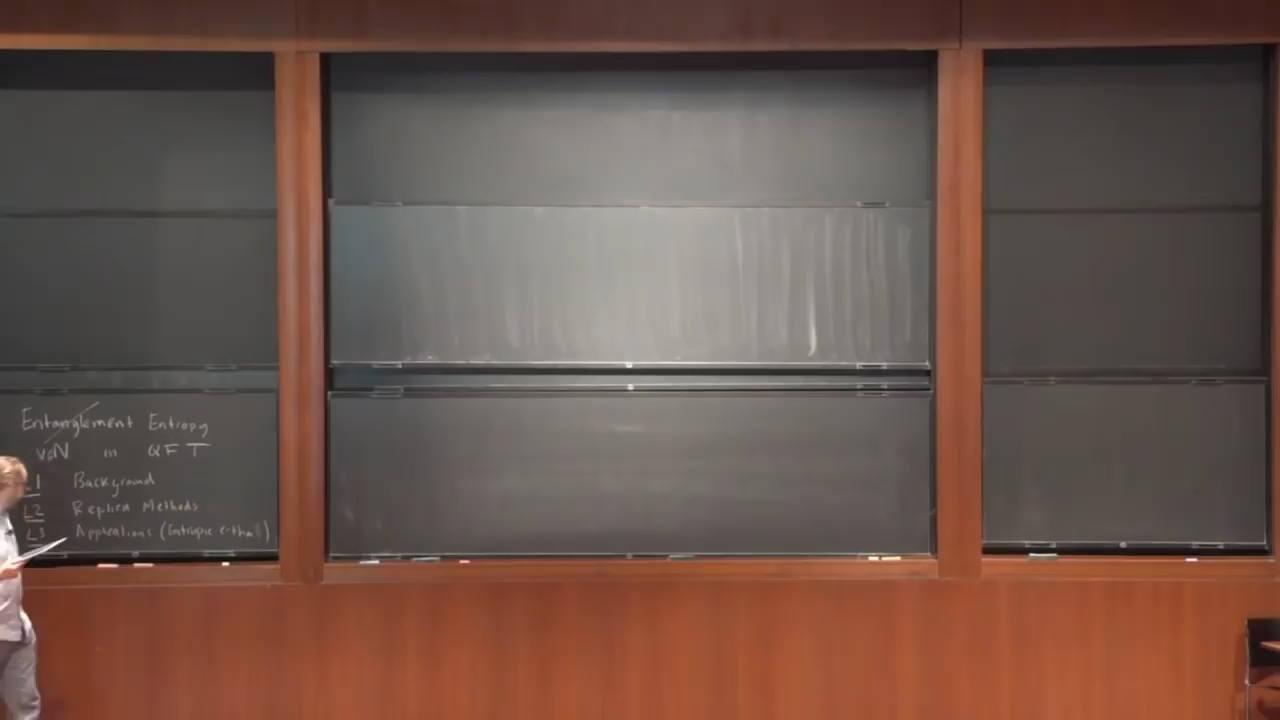 Entanglement Entropy
vN in QFT
L1 Background
L2 Replica Methods
L3 Applications (Entropic c-thm)